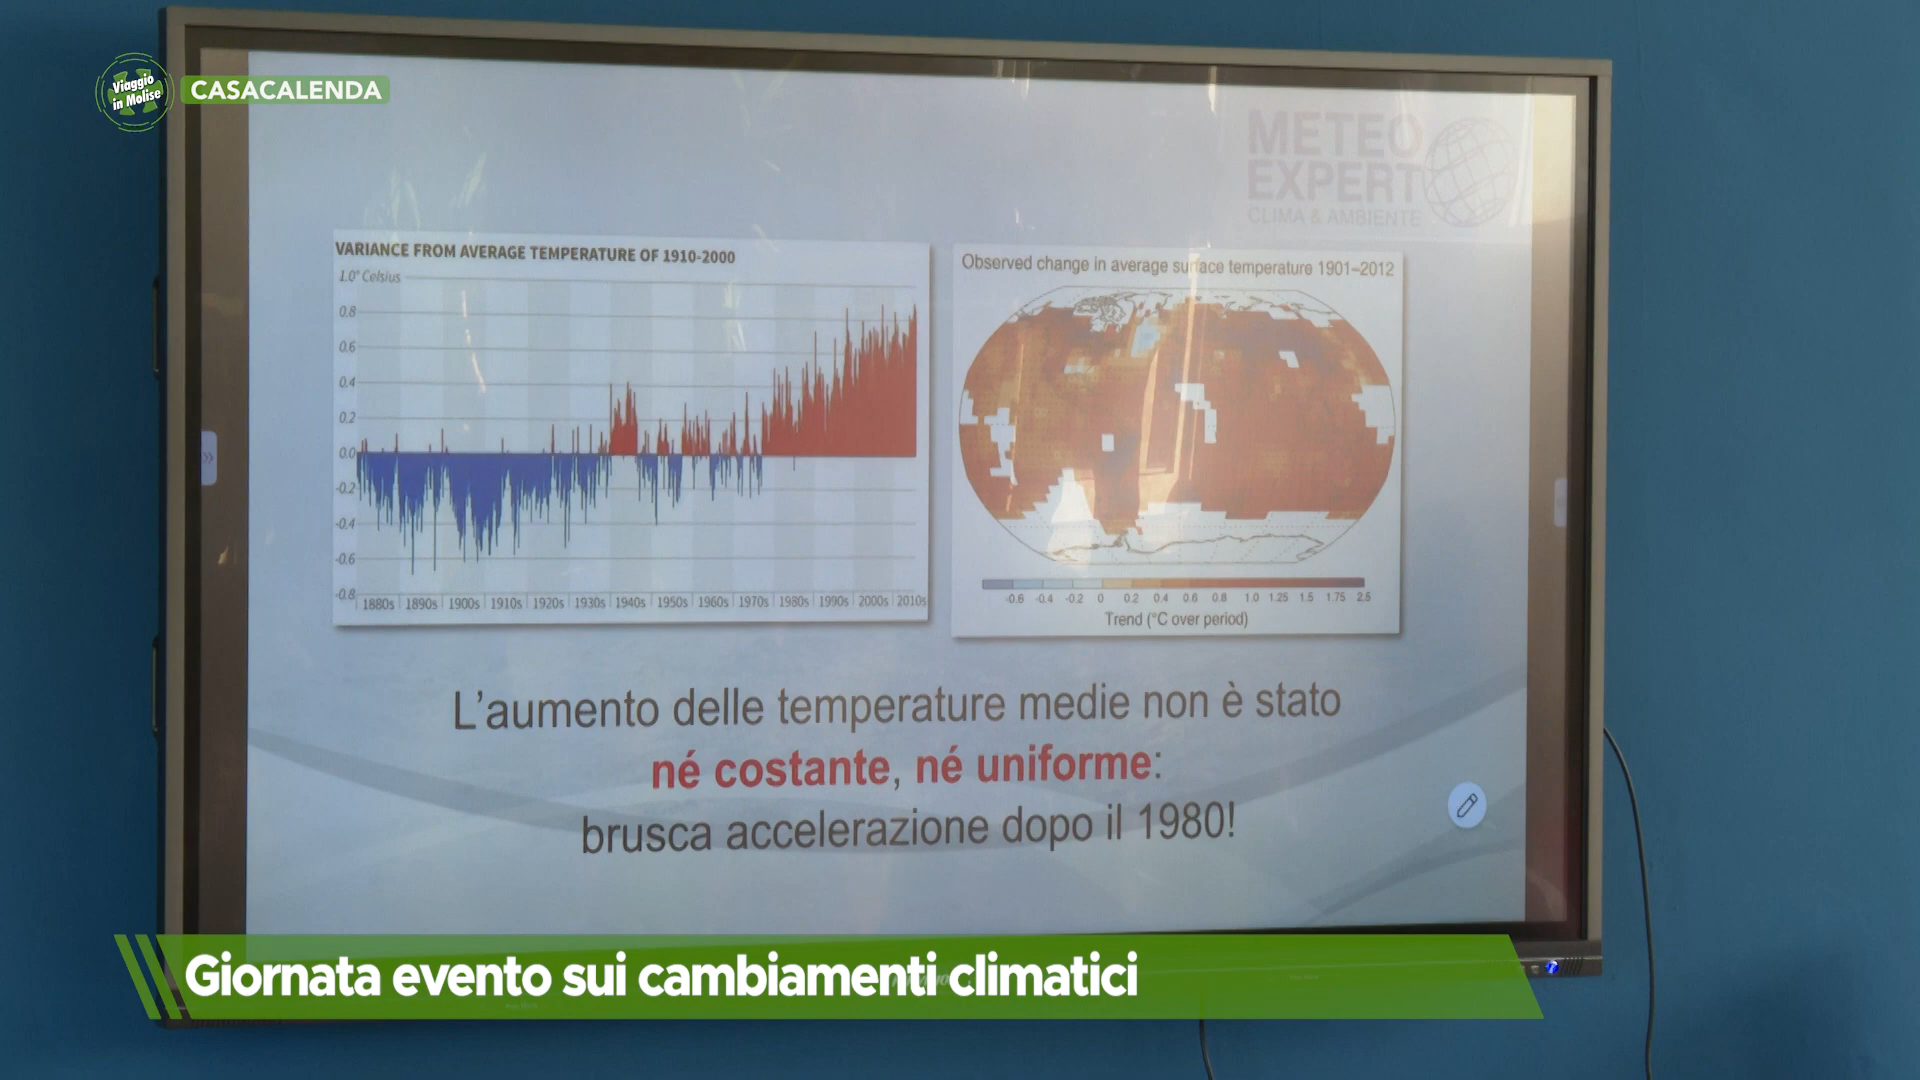 Viaggio
in Molise
CASACALENDA
METEO
EXPERT
CLIMA & AMBIENTE
VARIANCE FROM AVERAGE TEMPERATURE OF 1910-2000
1.0° Celsius
0.8
0.6
0.4
0.2
0.0
-0.2
-0.4
-0.6
-0.8
1880s 1890s 1900s 1910s 1920s 1930s 1940s 1950s 1960s 1970s 1980s 1990s 2000s 2010s
Observed change in average surface temperature 1901–2012
-0.6 -0.4 -0.2 0 0.2 0.4 0.6 0.8 1.0 1.25 1.5 1.75 2.5
Trend (°C over period)
L'aumento delle temperature medie non è stato
né costante, né uniforme:
brusca accelerazione dopo il 1980!
Giornata evento sui cambiamenti climatici